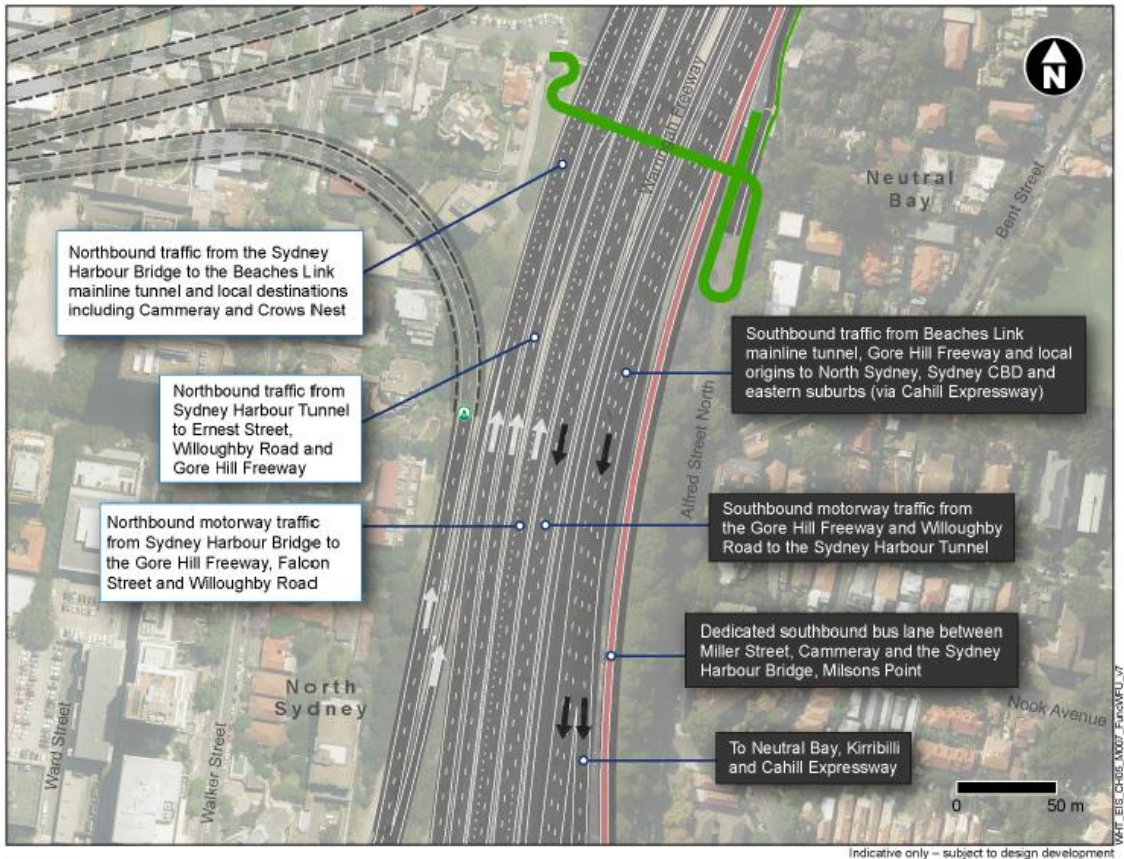 N
Warringah Freeway
Neutral
Bay
Bent Street
Northbound traffic from the Sydney
Harbour Bridge to the Beaches Link
mainline tunnel and local destinations
including Cammeray and Crows Nest
Southbound traffic from Beaches Link
mainline tunnel, Gore Hill Freeway and local
origins to North Sydney, Sydney CBD and
eastern suburbs (via Cahill Expressway)
Northbound traffic from
Sydney Harbour Tunnel
to Ernest Street,
Willoughby Road and
Gore Hill Freeway
Alfred Street North
Northbound motorway traffic
from Sydney Harbour Bridge to
the Gore Hill Freeway, Falcon
Street and Willoughby Road
Southbound motorway traffic from
the Gore Hill Freeway and Willoughby
Road to the Sydney Harbour Tunnel
Dedicated southbound bus lane between
Miller Street, Cammeray and the Sydney
Harbour Bridge, Milsons Point
North
Sydney
Ward Street
Walker Street
Nook Avenue
To Neutral Bay, Kirribilli
and Cahill Expressway
0 50 m
WHT_EIS_CH05_M007_FuncWFU_v7
Indicative only – subject to design development